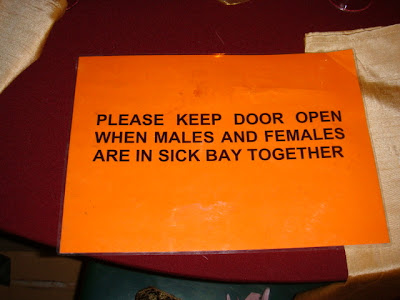 PLEASE KEEP DOOR OPEN
WHEN MALES AND FEMALES
ARE IN SICK BAY TOGETHER